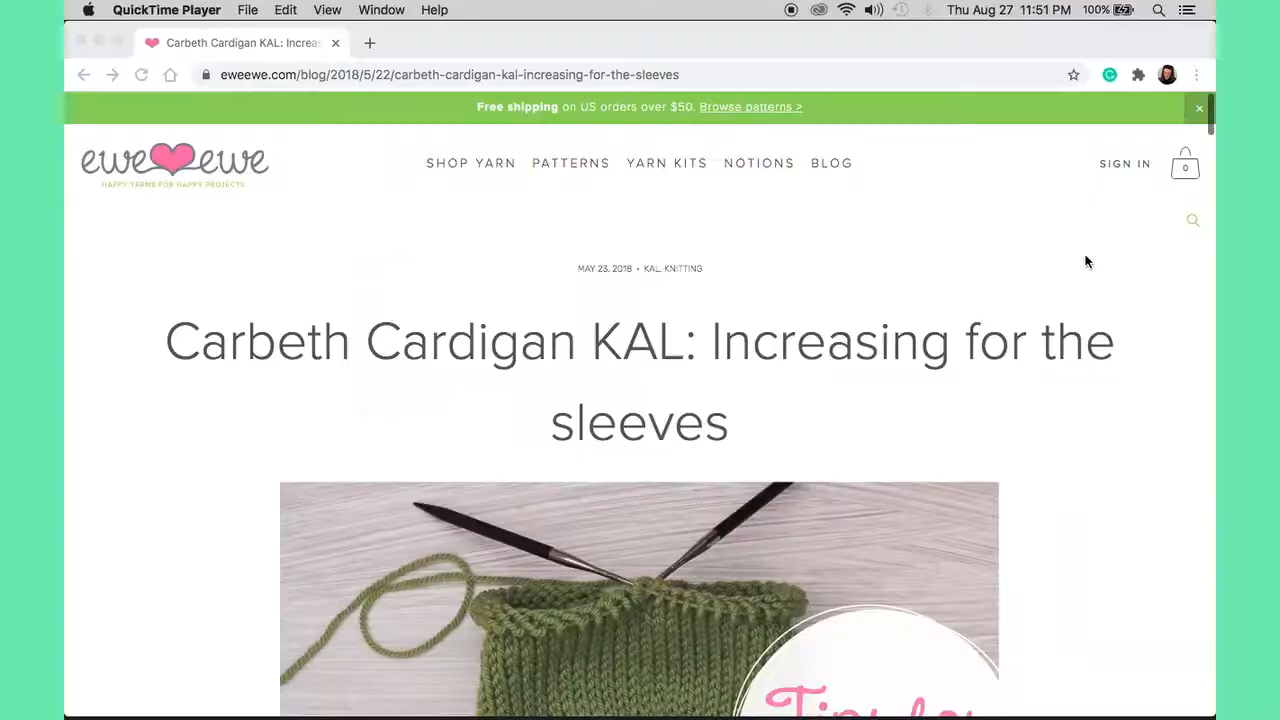 QuickTime Player File Edit View Window Help Thu Aug 27 11:51 PM 100%
Carbeth Cardigan KAL: Increas
eweewe.com/blog/2018/5/22/carbeth-cardigan-kal-increasing-for-the-sleeves
Free shipping on US orders over $50. Browse patterns >
ewe ewe
HAPPY YARNS FOR HAPPY PROJECTS
SHOP YARN PATTERNS YARN KITS NOTIONS BLOG
SIGN IN
0
MAY 23, 2018 • KAL, KNITTING
Carbeth Cardigan KAL: Increasing for the
sleeves